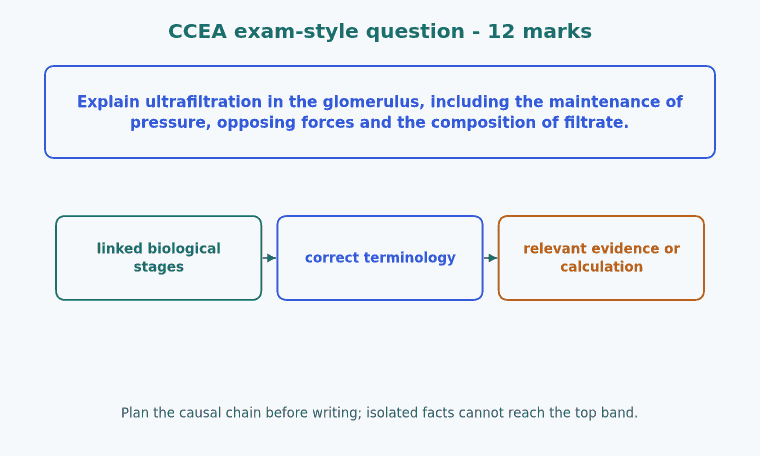 CCEA exam-style question - 12 marks
Explain ultrafiltration in the glomerulus, including the maintenance of
pressure, opposing forces and the composition of filtrate.
linked biological
stages
correct terminology
relevant evidence or
calculation
Plan the causal chain before writing; isolated facts cannot reach the top band.